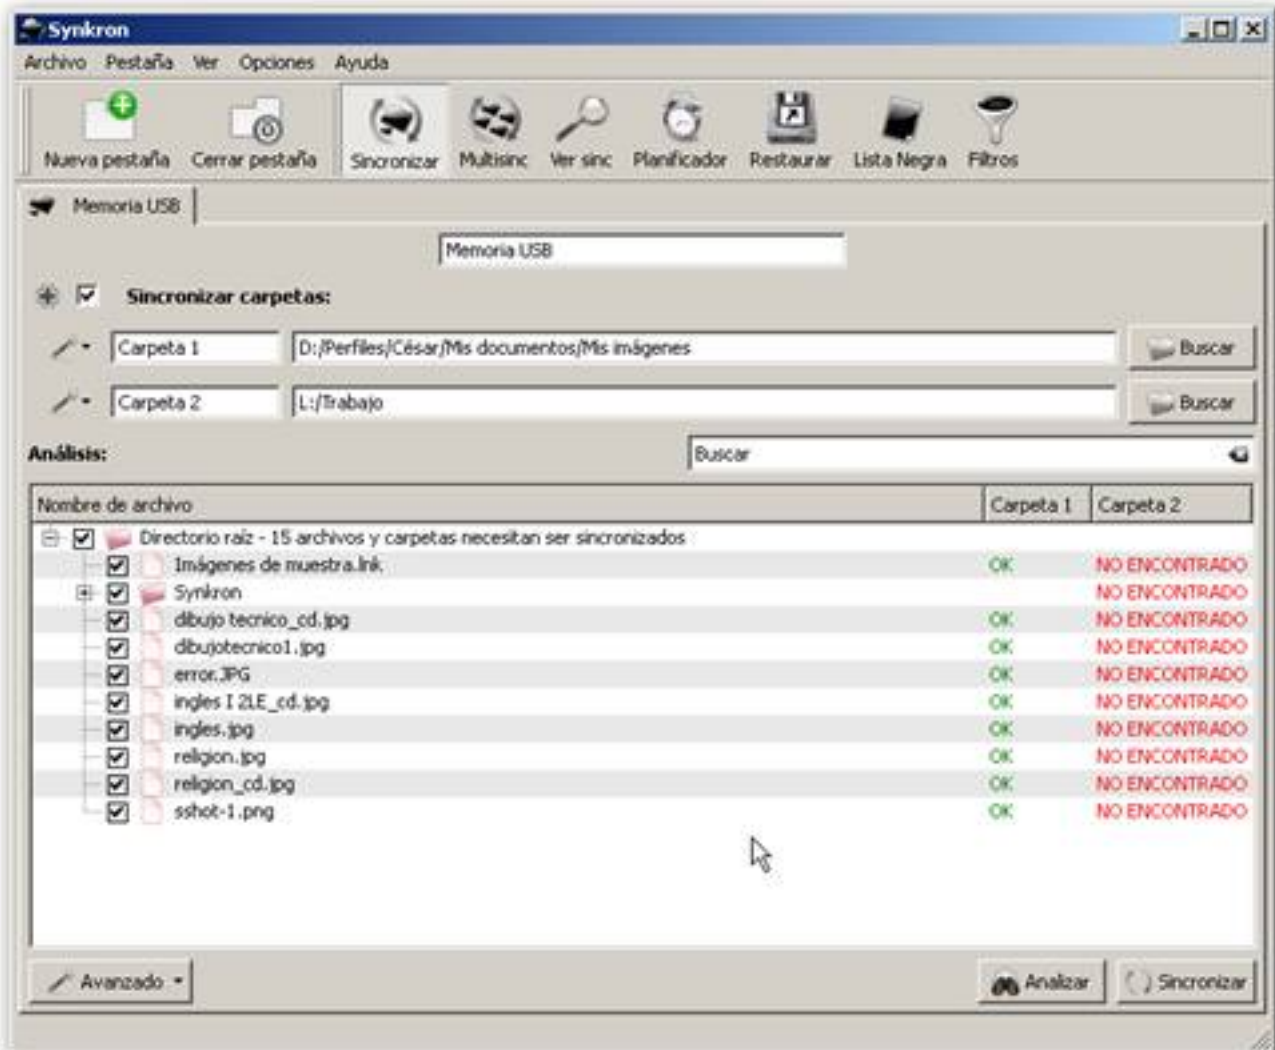 Synkron
Archivo Pestaña Ver Opciones Ayuda
Nueva pestaña Cerrar pestaña Sincronizar Multisinc Ver sinc Planificador Restaurar Lista Negra Filtros
Memoria USB
Memoria USB
Sincronizar carpetas:
Carpeta 1 D:/Perfiles/César/Mis documentos/Mis imágenes Buscar
Carpeta 2 L:/Trabajo Buscar
Análisis: Buscar
Nombre de archivo Carpeta 1 Carpeta 2
Directorio raíz - 15 archivos y carpetas necesitan ser sincronizados
Imágenes de muestra.lnk OK NO ENCONTRADO
Synkron NO ENCONTRADO
dibujo tecnico_cd.jpg OK NO ENCONTRADO
dibujotecnico1.jpg OK NO ENCONTRADO
error.JPG OK NO ENCONTRADO
ingles I 2LE_cd.jpg OK NO ENCONTRADO
ingles.jpg OK NO ENCONTRADO
religion.jpg OK NO ENCONTRADO
religion_cd.jpg OK NO ENCONTRADO
sshot-1.png OK NO ENCONTRADO
Avanzado Analizar Sincronizar